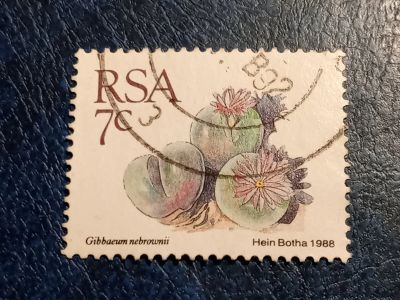 RSA
7c
Gibbaeum nebrownii
Hein Botha 1988